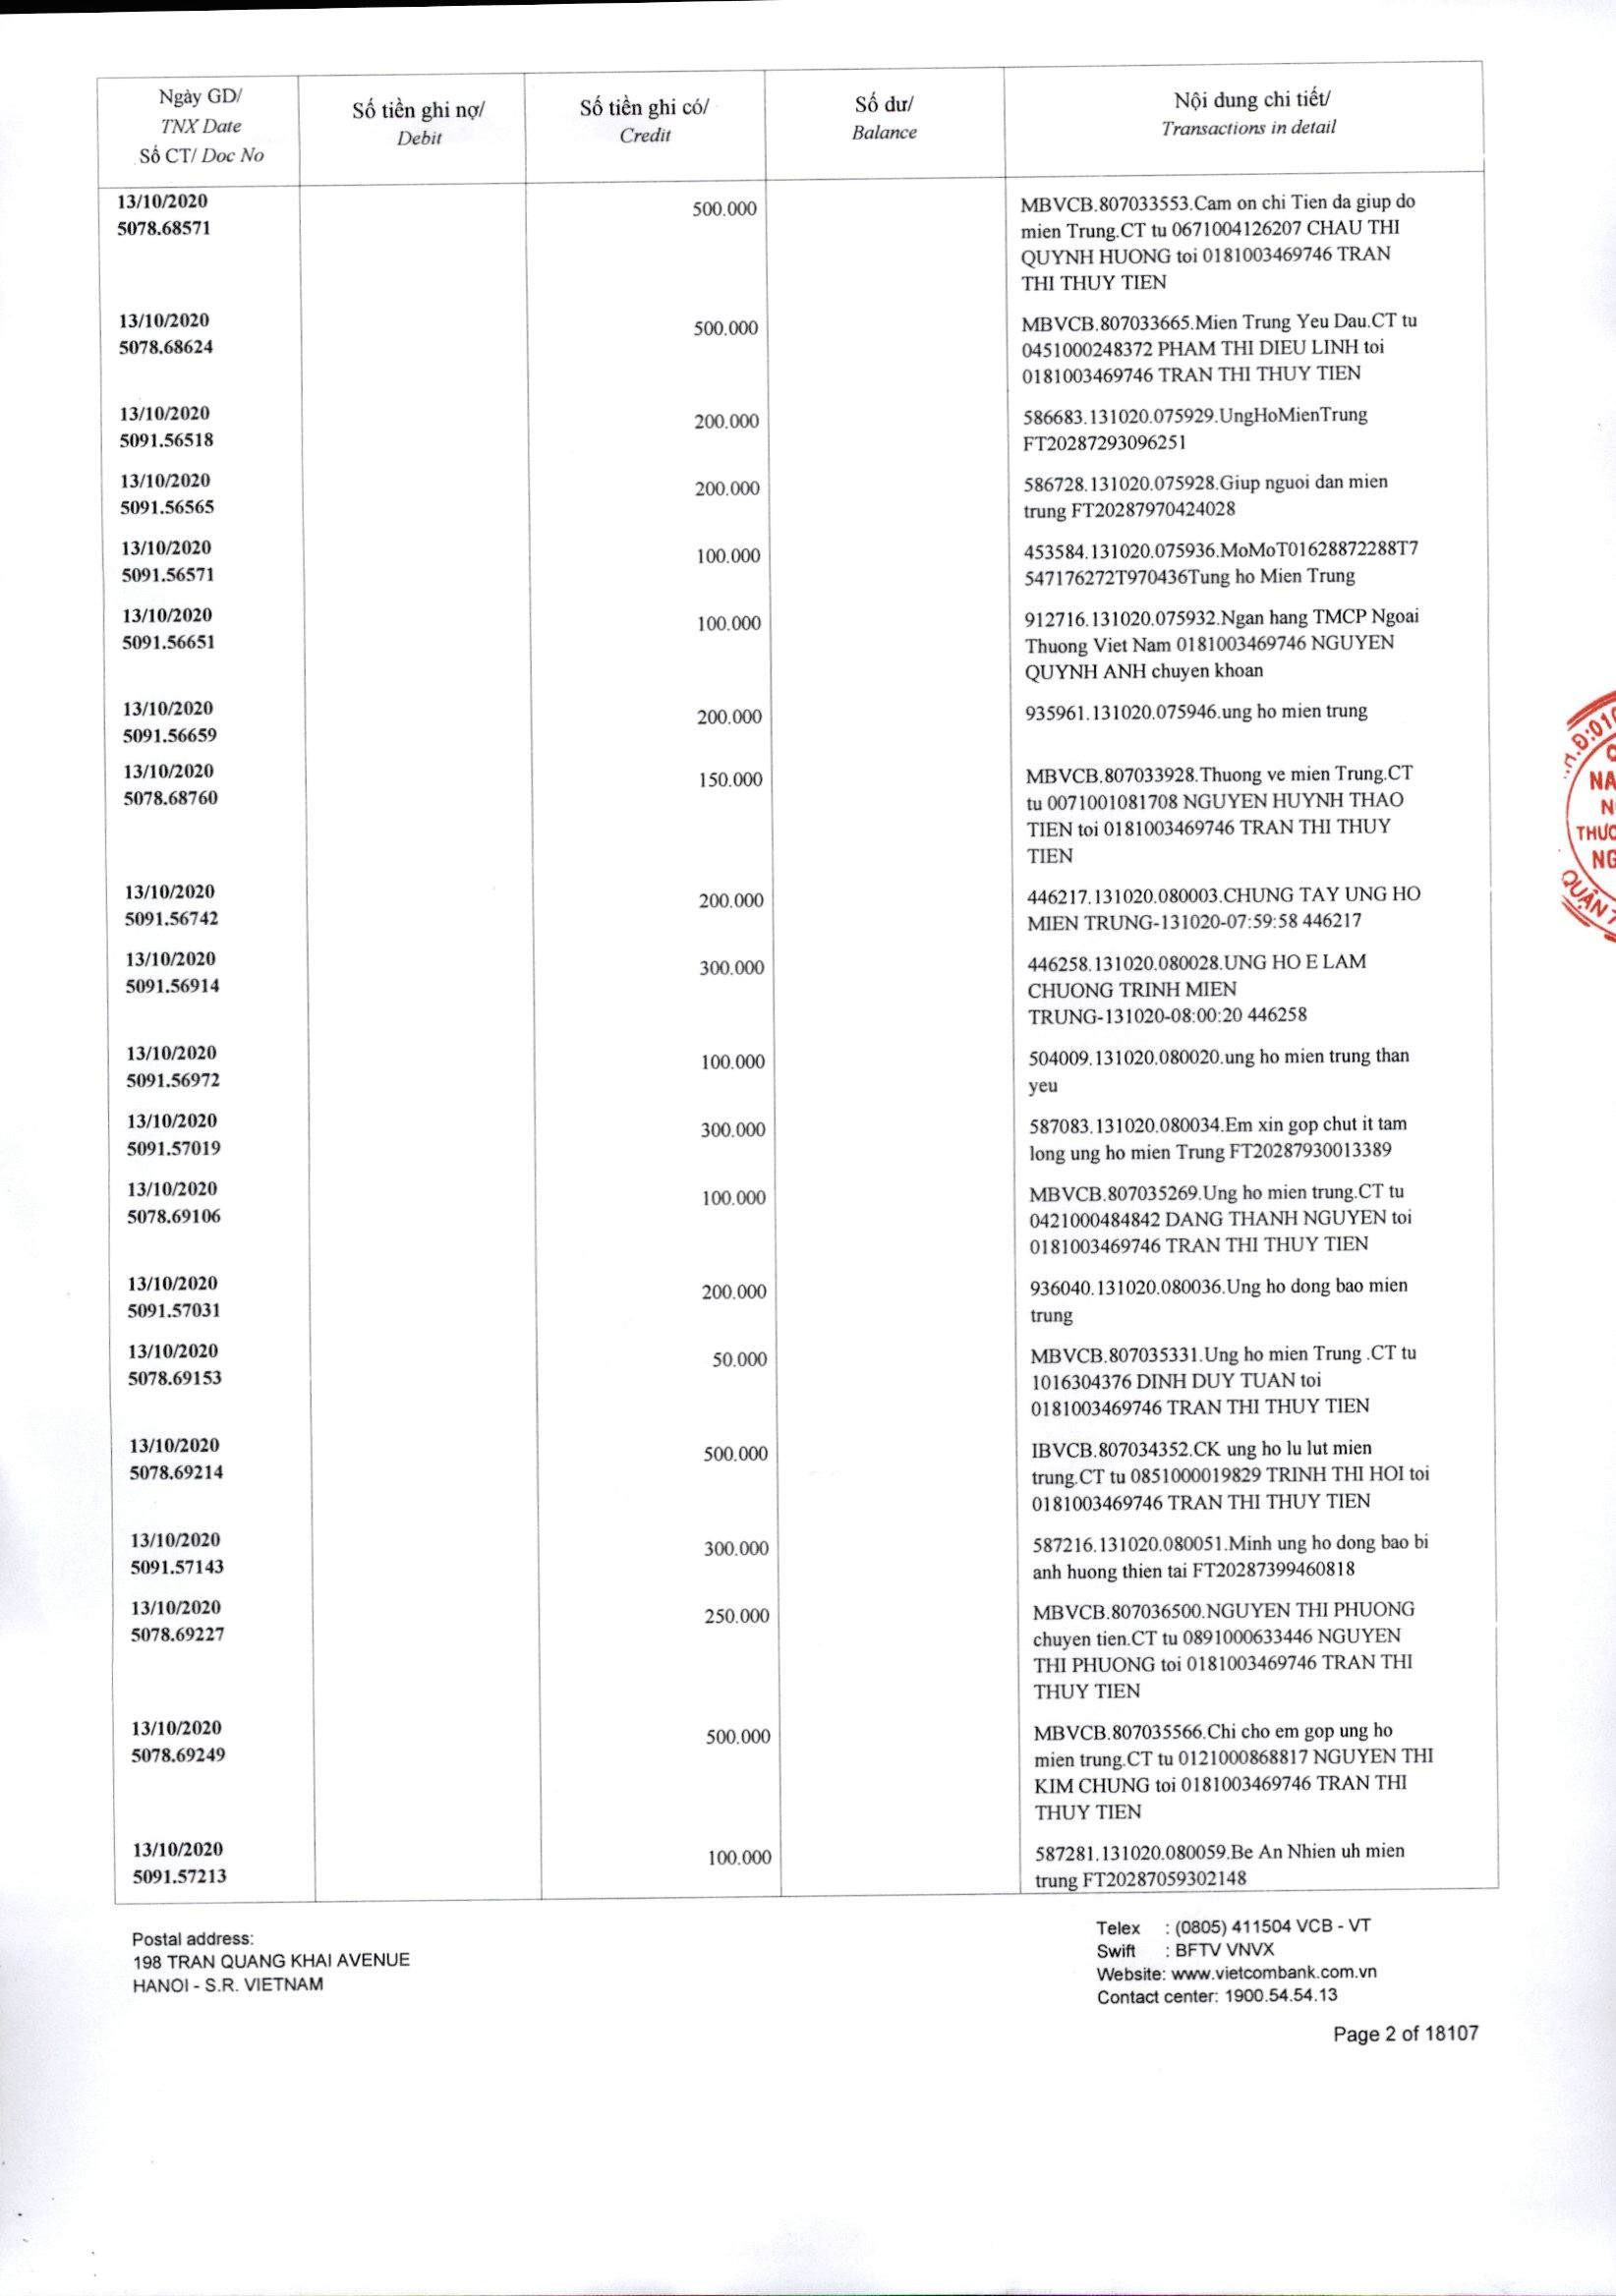 Ngày GD/
TNX Date
Số CT/ Doc No
Số tiền ghi nợ/
Debit
Số tiền ghi có/
Credit
Số dư/
Balance
Nội dung chi tiết/
Transactions in detail
13/10/2020
5078.68571
500.000
MBVCB.807033553.Cam on chi Tien da giup do
mien Trung.CT tu 0671004126207 CHAU THI
QUYNH HUONG toi 0181003469746 TRAN
THI THUY TIEN
13/10/2020
5078.68624
500.000
MBVCB.807033665.Mien Trung Yeu Dau.CT tu
0451000248372 PHAM THI DIEU LINH toi
0181003469746 TRAN THI THUY TIEN
13/10/2020
5091.56518
200.000
586683.131020.075929.UngHoMienTrung
FT20287293096251
13/10/2020
5091.56565
200.000
586728.131020.075928.Giup nguoi dan mien
trung FT20287970424028
13/10/2020
5091.56571
100.000
453584.131020.075936.MoMoT01628872288T7
547176272T970436Tung ho Mien Trung
13/10/2020
5091.56651
100.000
912716.131020.075932.Ngan hang TMCP Ngoai
Thuong Viet Nam 0181003469746 NGUYEN
QUYNH ANH chuyen khoan
13/10/2020
5091.56659
200.000
935961.131020.075946.ung ho mien trung
13/10/2020
5078.68760
150.000
MBVCB.807033928.Thuong ve mien Trung.CT
tu 0071001081708 NGUYEN HUYNH THAO
TIEN toi 0181003469746 TRAN THI THUY
TIEN
13/10/2020
5091.56742
200.000
446217.131020.080003.CHUNG TAY UNG HO
MIEN TRUNG-131020-07:59:58 446217
13/10/2020
5091.56914
300.000
446258.131020.080028.UNG HO E LAM
CHUONG TRINH MIEN
TRUNG-131020-08:00:20 446258
13/10/2020
5091.56972
100.000
504009.131020.080020.ung ho mien trung than
yeu
13/10/2020
5091.57019
300.000
587083.131020.080034.Em xin gop chut it tam
long ung ho mien Trung FT20287930013389
13/10/2020
5078.69106
100.000
MBVCB.807035269.Ung ho mien trung.CT tu
0421000484842 DANG THANH NGUYEN toi
0181003469746 TRAN THI THUY TIEN
13/10/2020
5091.57031
200.000
936040.131020.080036.Ung ho dong bao mien
trung
13/10/2020
5078.69153
50.000
MBVCB.807035331.Ung ho mien Trung .CT tu
1016304376 DINH DUY TUAN toi
0181003469746 TRAN THI THUY TIEN
13/10/2020
5078.69214
500.000
IBVCB.807034352.CK ung ho lu lut mien
trung.CT tu 0851000019829 TRINH THI HOI toi
0181003469746 TRAN THI THUY TIEN
13/10/2020
5091.57143
300.000
587216.131020.080051.Minh ung ho dong bao bi
anh huong thien tai FT20287399460818
13/10/2020
5078.69227
250.000
MBVCB.807036500.NGUYEN THI PHUONG
chuyen tien.CT tu 0891000633446 NGUYEN
THI PHUONG toi 0181003469746 TRAN THI
THUY TIEN
13/10/2020
5078.69249
500.000
MBVCB.807035566.Chi cho em gop ung ho
mien trung.CT tu 0121000868817 NGUYEN THI
KIM CHUNG toi 0181003469746 TRAN THI
THUY TIEN
13/10/2020
5091.57213
100.000
587281.131020.080059.Be An Nhien uh mien
trung FT20287059302148
Postal address:
198 TRAN QUANG KHAI AVENUE
HANOI - S.R. VIETNAM
Telex : (0805) 411504 VCB - VT
Swift : BFTV VNVX
Website: www.vietcombank.com.vn
Contact center: 1900.54.54.13
Page 2 of 18107
QUẬN 7